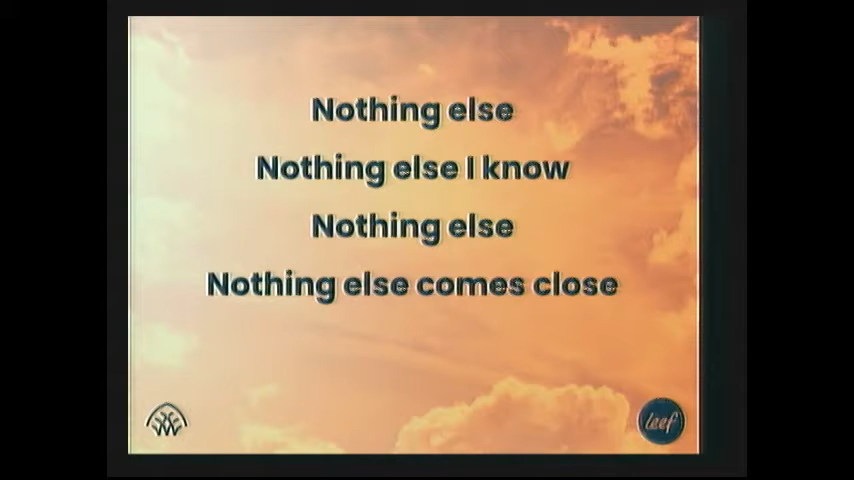 Nothing else
Nothing else I know
Nothing else
Nothing else comes close
leef